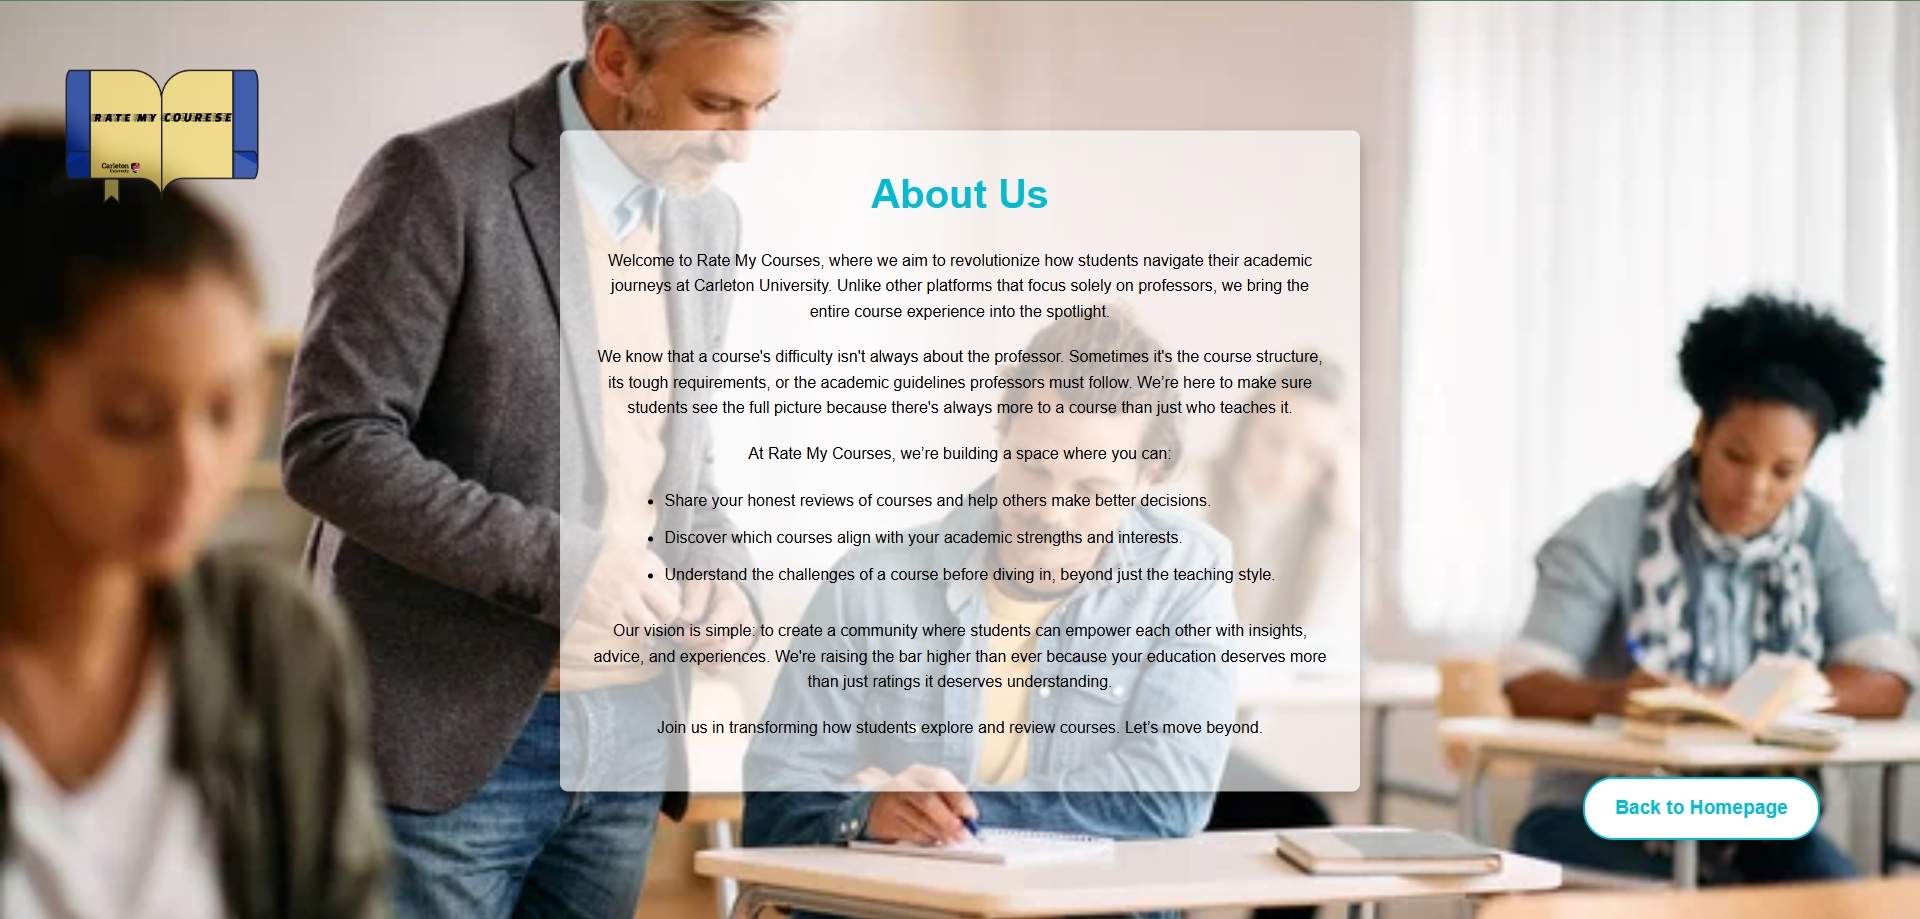 RATE MY COURESE
Carleton
University
About Us
Welcome to Rate My Courses, where we aim to revolutionize how students navigate their academic
journeys at Carleton University. Unlike other platforms that focus solely on professors, we bring the
entire course experience into the spotlight.
We know that a course's difficulty isn't always about the professor. Sometimes it's the course structure,
its tough requirements, or the academic guidelines professors must follow. We’re here to make sure
students see the full picture because there's always more to a course than just who teaches it.
At Rate My Courses, we’re building a space where you can:
• Share your honest reviews of courses and help others make better decisions.
• Discover which courses align with your academic strengths and interests.
• Understand the challenges of a course before diving in, beyond just the teaching style.
Our vision is simple: to create a community where students can empower each other with insights,
advice, and experiences. We're raising the bar higher than ever because your education deserves more
than just ratings it deserves understanding.
Join us in transforming how students explore and review courses. Let’s move beyond.
Back to Homepage